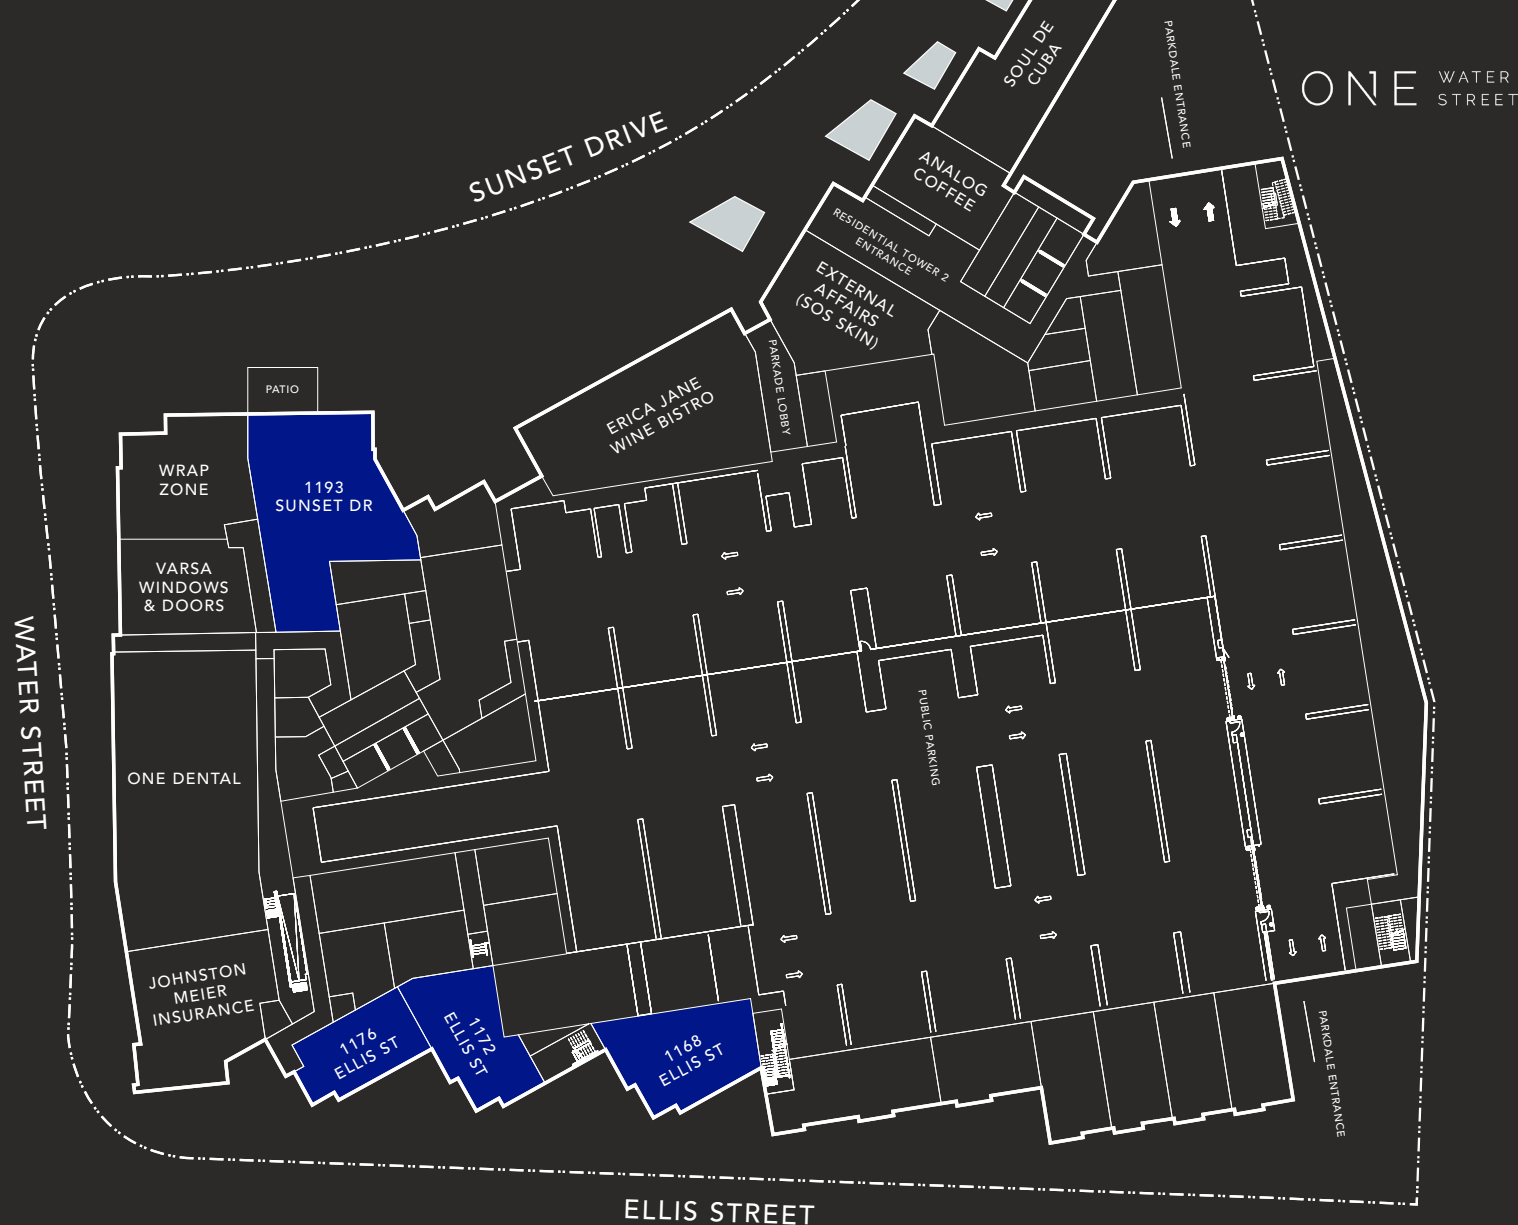 SOUL DE
CUBA
PARKDALE ENTRANCE
ONE WATER
STREET
SUNSET DRIVE
ANALOG
COFFEE
RESIDENTIAL TOWER 2
ENTRANCE
EXTERNAL
AFFAIRS
(SOS SKIN)
PARKADE LOBBY
ERICA JANE
WINE BISTRO
PATIO
WRAP
ZONE
1193
SUNSET DR
VARSA
WINDOWS
& DOORS
WATER STREET
ONE DENTAL
PUBLIC PARKING
JOHNSTON
MEIER
INSURANCE
1176
ELLIS ST
1172
ELLIS ST
1168
ELLIS ST
PARKDALE ENTRANCE
ELLIS STREET